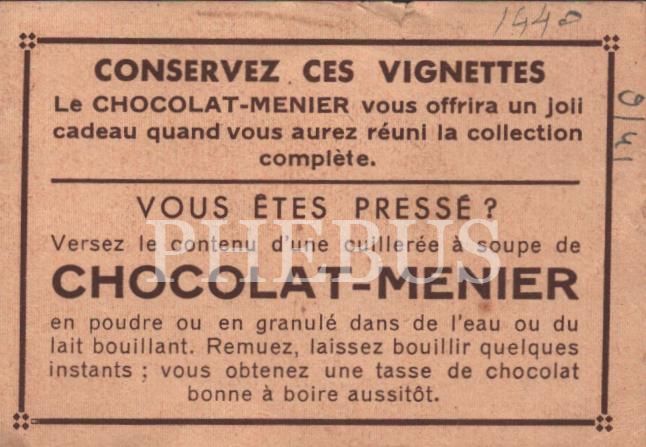 1448
CONSERVEZ CES VIGNETTES
Le CHOCOLAT-MENIER vous offrira un joli
cadeau quand vous aurez réuni la collection
complète.
VOUS ÊTES PRESSÉ ?
Versez le contenu d'une cuillerée à soupe de
CHOCOLAT-MENIER
en poudre ou en granulé dans de l'eau ou du
lait bouillant. Remuez, laissez bouillir quelques
instants ; vous obtenez une tasse de chocolat
bonne à boire aussitôt.
PHEBUS